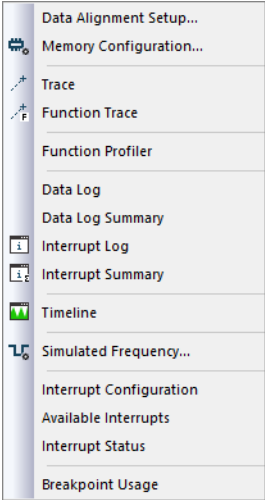 Data Alignment Setup...
Memory Configuration...
Trace
Function Trace
Function Profiler
Data Log
Data Log Summary
Interrupt Log
Interrupt Summary
Timeline
Simulated Frequency...
Interrupt Configuration
Available Interrupts
Interrupt Status
Breakpoint Usage